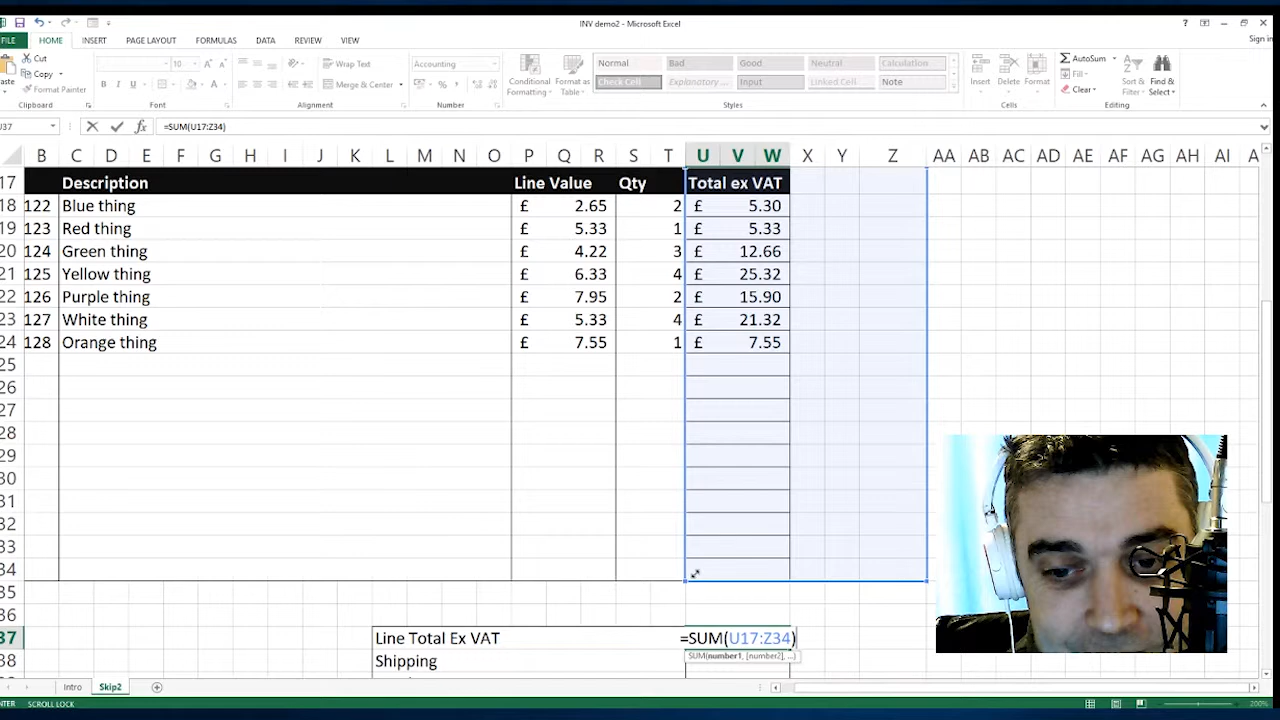 INV demo2 - Microsoft Excel
Sign in
FILE HOME INSERT PAGE LAYOUT FORMULAS DATA REVIEW VIEW
Cut
Copy
Format Painter
Clipboard
10
Font
Wrap Text
Merge & Center
Alignment
Accounting
Number
Conditional Formatting
Format as Table
Normal Bad Good Neutral Calculation
Check Cell Explanatory ... Input Linked Cell Note
Styles
Insert Delete Format
Cells
AutoSum
Fill
Clear
Sort & Filter
Find & Select
Editing
=SUM(U17:Z34)
B C D E F G H I J K L M N O P Q R S T U V W X Y Z AA AB AC AD AE AF AG AH AI
17 Description Line Value Qty Total ex VAT
18 122 Blue thing £ 2.65 2 £ 5.30
19 123 Red thing £ 5.33 1 £ 5.33
20 124 Green thing £ 4.22 3 £ 12.66
21 125 Yellow thing £ 6.33 4 £ 25.32
22 126 Purple thing £ 7.95 2 £ 15.90
23 127 White thing £ 5.33 4 £ 21.32
24 128 Orange thing £ 7.55 1 £ 7.55
25
26
27
28
29
30
31
32
33
34
35
36
37 Line Total Ex VAT =SUM(U17:Z34)
SUM(number1, [number2], ...)
38 Shipping
Intro Skip2
SCROLL LOCK
200%